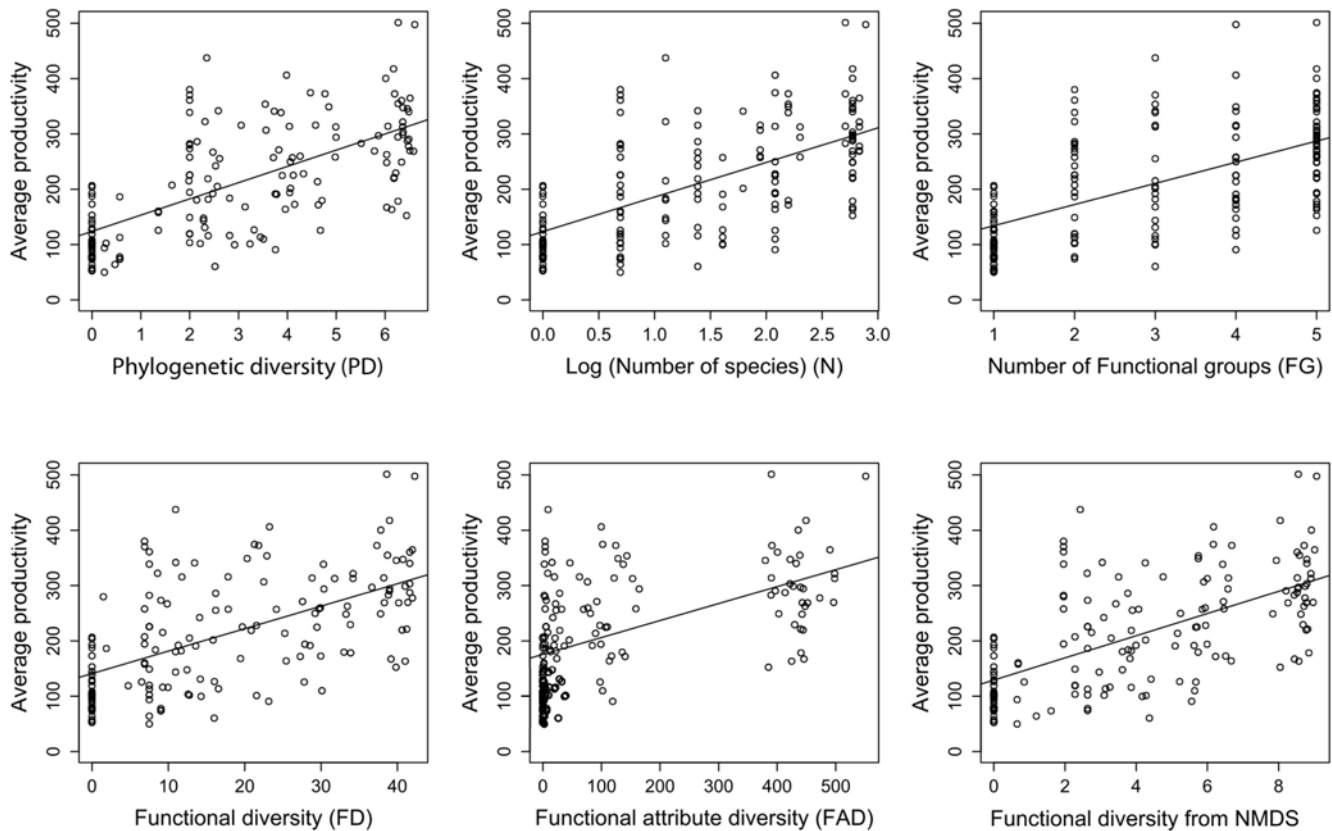 500
400
300
200
100
0
Average productivity
0 1 2 3 4 5 6
Phylogenetic diversity (PD)
500
400
300
200
100
0
Average productivity
0.0 0.5 1.0 1.5 2.0 2.5 3.0
Log (Number of species) (N)
500
400
300
200
100
0
Average productivity
1 2 3 4 5
Number of Functional groups (FG)
500
400
300
200
100
0
Average productivity
0 10 20 30 40
Functional diversity (FD)
500
400
300
200
100
0
Average productivity
0 100 200 300 400 500
Functional attribute diversity (FAD)
500
400
300
200
100
0
Average productivity
0 2 4 6 8
Functional diversity from NMDS